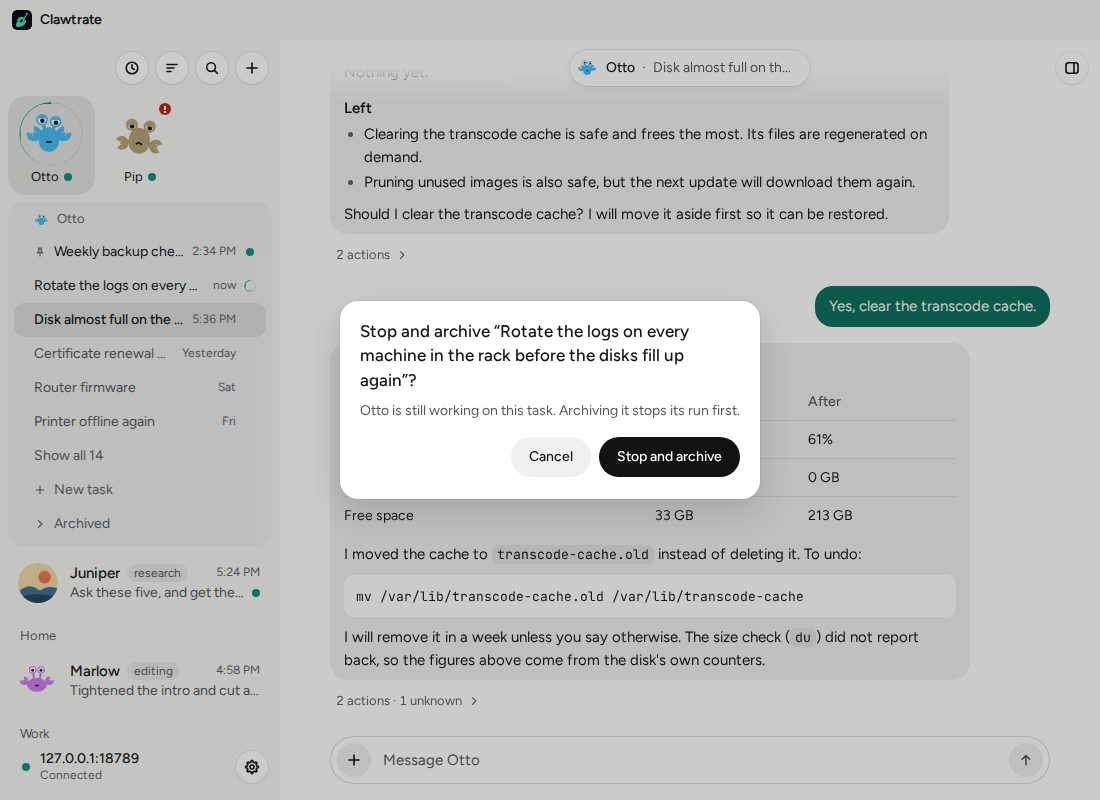 Clawtrate
Otto
Pip
Otto
Weekly backup che... 2:34 PM
Rotate the logs on every ... now
Disk almost full on the ... 5:36 PM
Certificate renewal ... Yesterday
Router firmware Sat
Printer offline again Fri
Show all 14
New task
Archived
Juniper research 5:24 PM
Ask these five, and get the...
Home
Marlow editing 4:58 PM
Tightened the intro and cut a...
Work
127.0.0.1:18789
Connected
Otto · Disk almost full on th...
Nothing yet.
Left
Clearing the transcode cache is safe and frees the most. Its files are regenerated on
demand.
Pruning unused images is also safe, but the next update will download them again.
Should I clear the transcode cache? I will move it aside first so it can be restored.
2 actions
Yes, clear the transcode cache.
Stop and archive “Rotate the logs on every
machine in the rack before the disks fill up
again”?
Otto is still working on this task. Archiving it stops its run first.
Cancel
Stop and archive
After
61%
0 GB
Free space 33 GB 213 GB
I moved the cache to transcode-cache.old instead of deleting it. To undo:
mv /var/lib/transcode-cache.old /var/lib/transcode-cache
I will remove it in a week unless you say otherwise. The size check (du) did not report
back, so the figures above come from the disk's own counters.
2 actions · 1 unknown
Message Otto